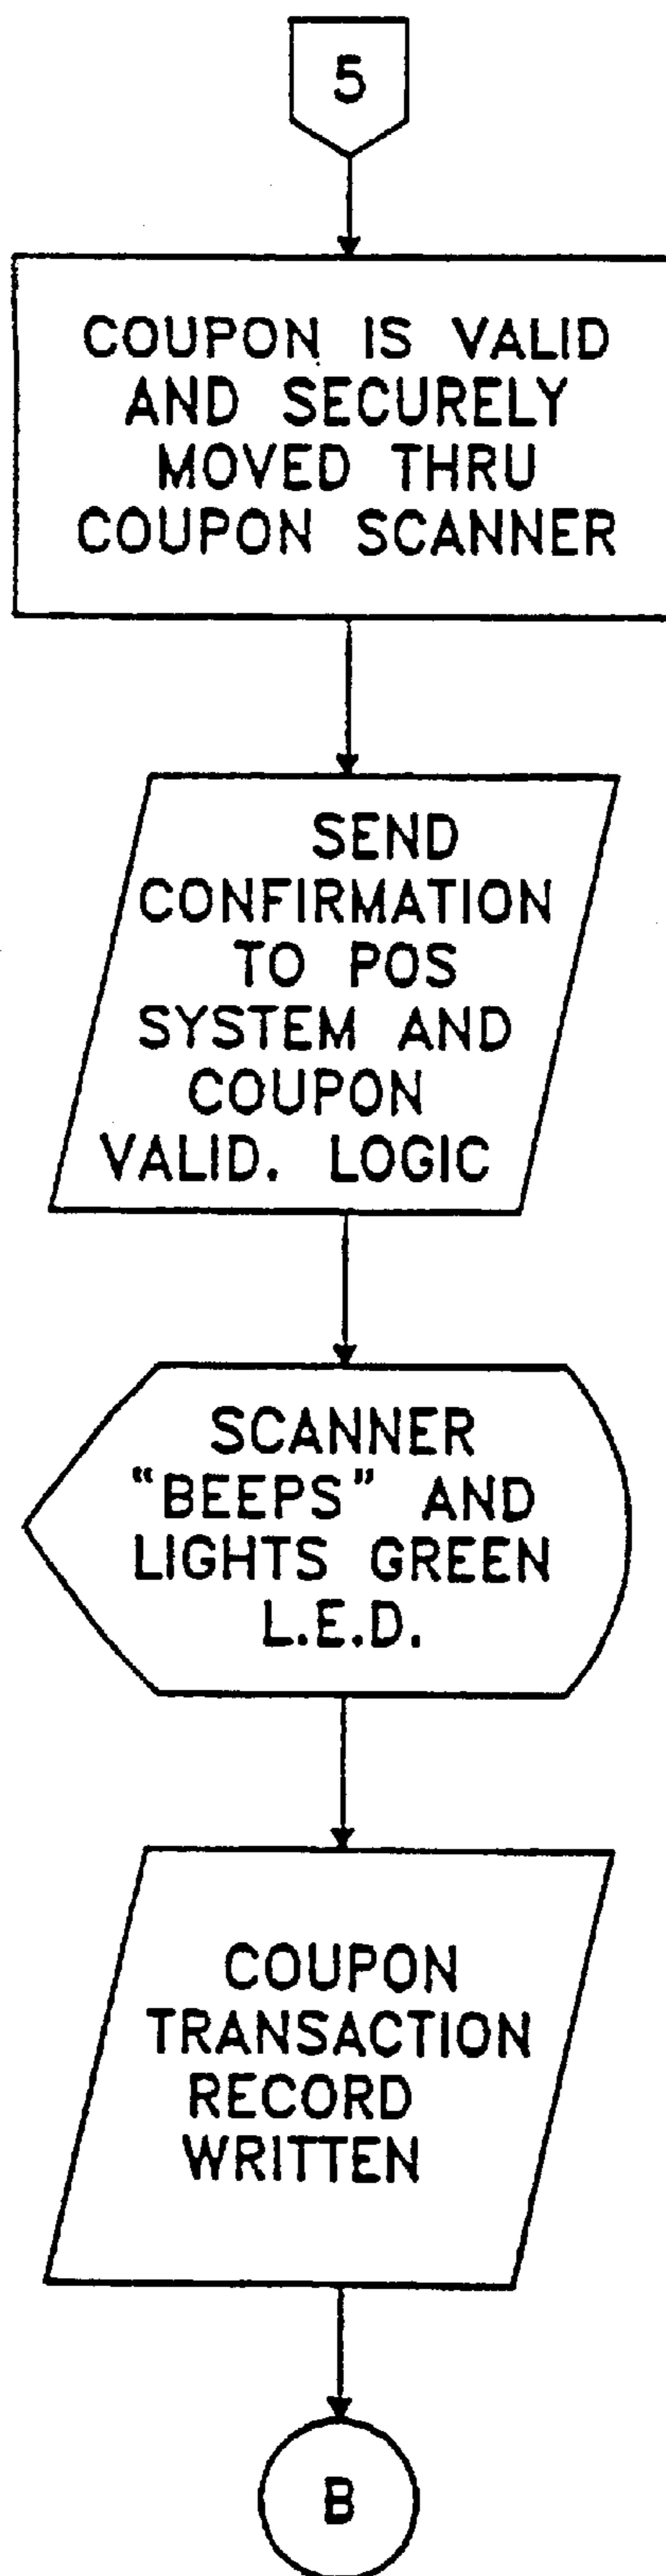 5
COUPON IS VALID
AND SECURELY
MOVED THRU
COUPON SCANNER
SEND
CONFIRMATION
TO POS
SYSTEM AND
COUPON
VALID. LOGIC
SCANNER
“BEEPS” AND
LIGHTS GREEN
L.E.D.
COUPON
TRANSACTION
RECORD
WRITTEN
B